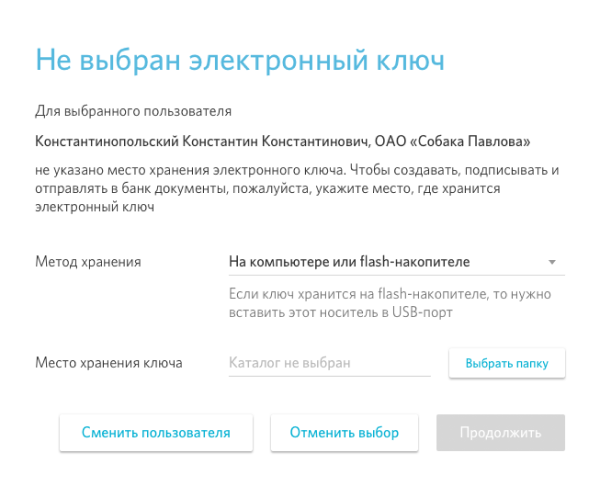 Не выбран электронный ключ
Для выбранного пользователя
Константинопольский Константин Константинович, ОАО «Собака Павлова»
не указано место хранения электронного ключа. Чтобы создавать, подписывать и
отправлять в банк документы, пожалуйста, укажите место, где хранится
электронный ключ
Метод хранения
На компьютере или flash-накопителе
Если ключ хранится на flash-накопителе, то нужно
вставить этот носитель в USB-порт
Место хранения ключа
Каталог не выбран
Выбрать папку
Сменить пользователя
Отменить выбор
Продолжить